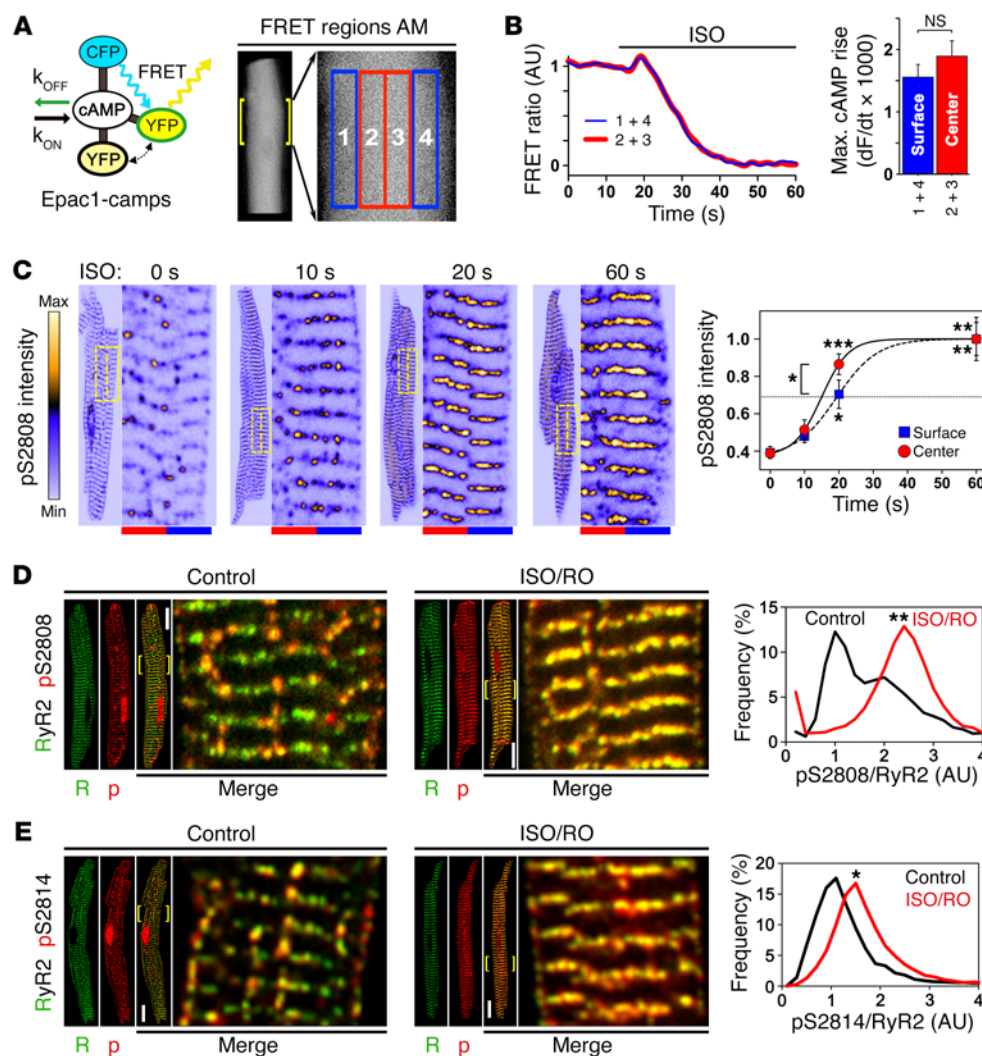 A
FRET regions AM
CFP
FRET
kOFF
cAMP
YFP
kON
YFP
Epac1-camps
1 2 3 4
B
ISO
FRET ratio (AU)
1
0
1 + 4
2 + 3
0 10 20 30 40 50 60
Time (s)
NS
Max. cAMP rise
(dF/dt × 1000)
2.0
1.5
1.0
0.5
0
Surface
Center
1 + 4
2 + 3
C
ISO: 0 s 10 s 20 s 60 s
pS2808 intensity
Max
Min
pS2808 intensity
1.0
0.8
0.6
0.4
*
***
*
**
**
Surface
Center
0 20 40 60
Time (s)
D
Control ISO/RO
RyR2 pS2808
R p Merge
R p Merge
Frequency (%)
15
10
5
0
Control
** ISO/RO
0 1 2 3 4
pS2808/RyR2 (AU)
E
Control ISO/RO
RyR2 pS2814
R p Merge
R p Merge
Frequency (%)
20
15
10
5
0
*
Control
ISO/RO
0 1 2 3 4
pS2814/RyR2 (AU)